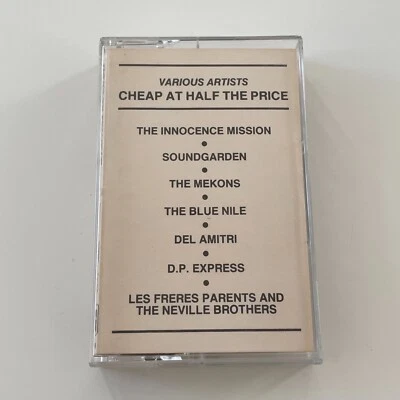 VARIOUS ARTISTS
CHEAP AT HALF THE PRICE
THE INNOCENCE MISSION
SOUNDGARDEN
THE MEKONS
THE BLUE NILE
DEL AMITRI
D.P. EXPRESS
LES FRERES PARENTS AND
THE NEVILLE BROTHERS